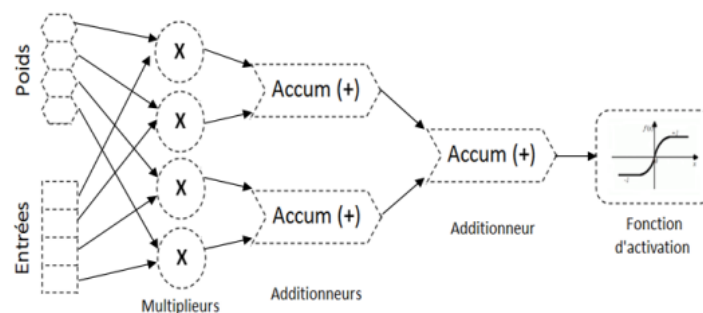 Poids
Entrées
X
X
X
X
Multiplieurs
Accum (+)
Accum (+)
Additionneurs
Accum (+)
Additionneur
Fonction
d'activation